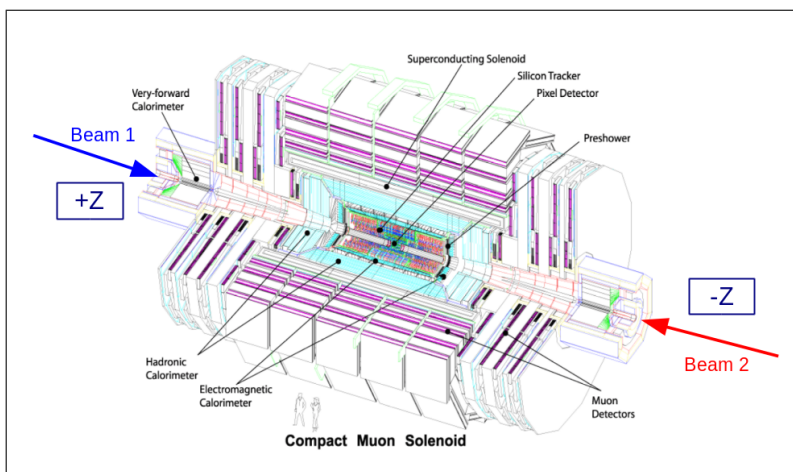 Superconducting Solenoid
Silicon Tracker
Pixel Detector
Very-forward
Calorimeter
Preshower
Beam 1
+Z
-Z
Beam 2
Hadronic
Calorimeter
Electromagnetic
Calorimeter
Muon
Detectors
Compact Muon Solenoid